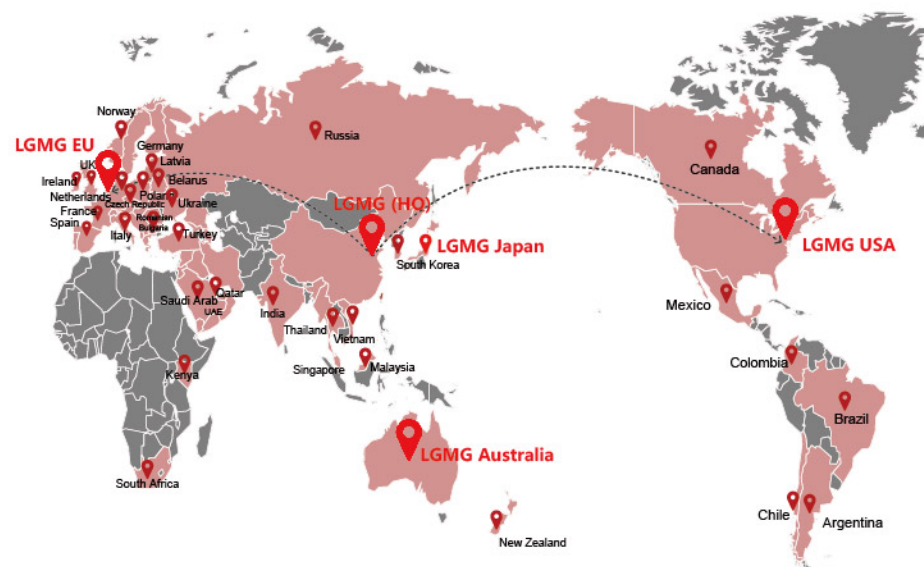 Norway
LGMG EU
Germany
UK
Latvia
Ireland
Belarus
Netherlands
Poland
Czech Republic
Ukraine
France
Romanian
Spain
Italy
Bulgaria
Turkey
Russia
LGMG (HQ)
LGMG Japan
South Korea
Saudi Arab
Qatar
UAE
India
Thailand
Vietnam
Singapore
Malaysia
Kenya
South Africa
LGMG Australia
New Zealand
Canada
LGMG USA
Mexico
Colombia
Brazil
Chile
Argentina